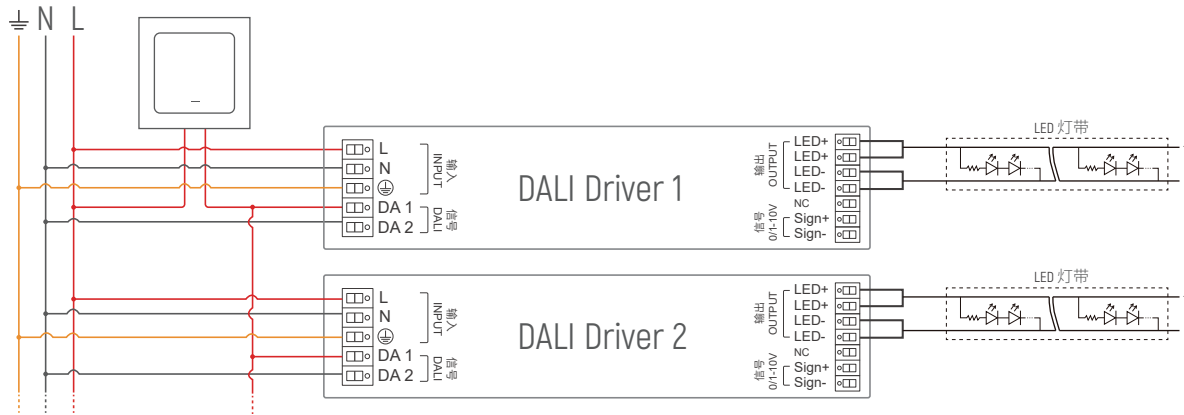 N L
L
N
DA 1
DA 2
输入
INPUT
信号
DALI
DALI Driver 1
输出
OUTPUT
信号
0/1-10V
LED+
LED+
LED-
LED-
NC
Sign+
Sign-
LED 灯带
L
N
DA 1
DA 2
输入
INPUT
信号
DALI
DALI Driver 2
输出
OUTPUT
信号
0/1-10V
LED+
LED+
LED-
LED-
NC
Sign+
Sign-
LED 灯带